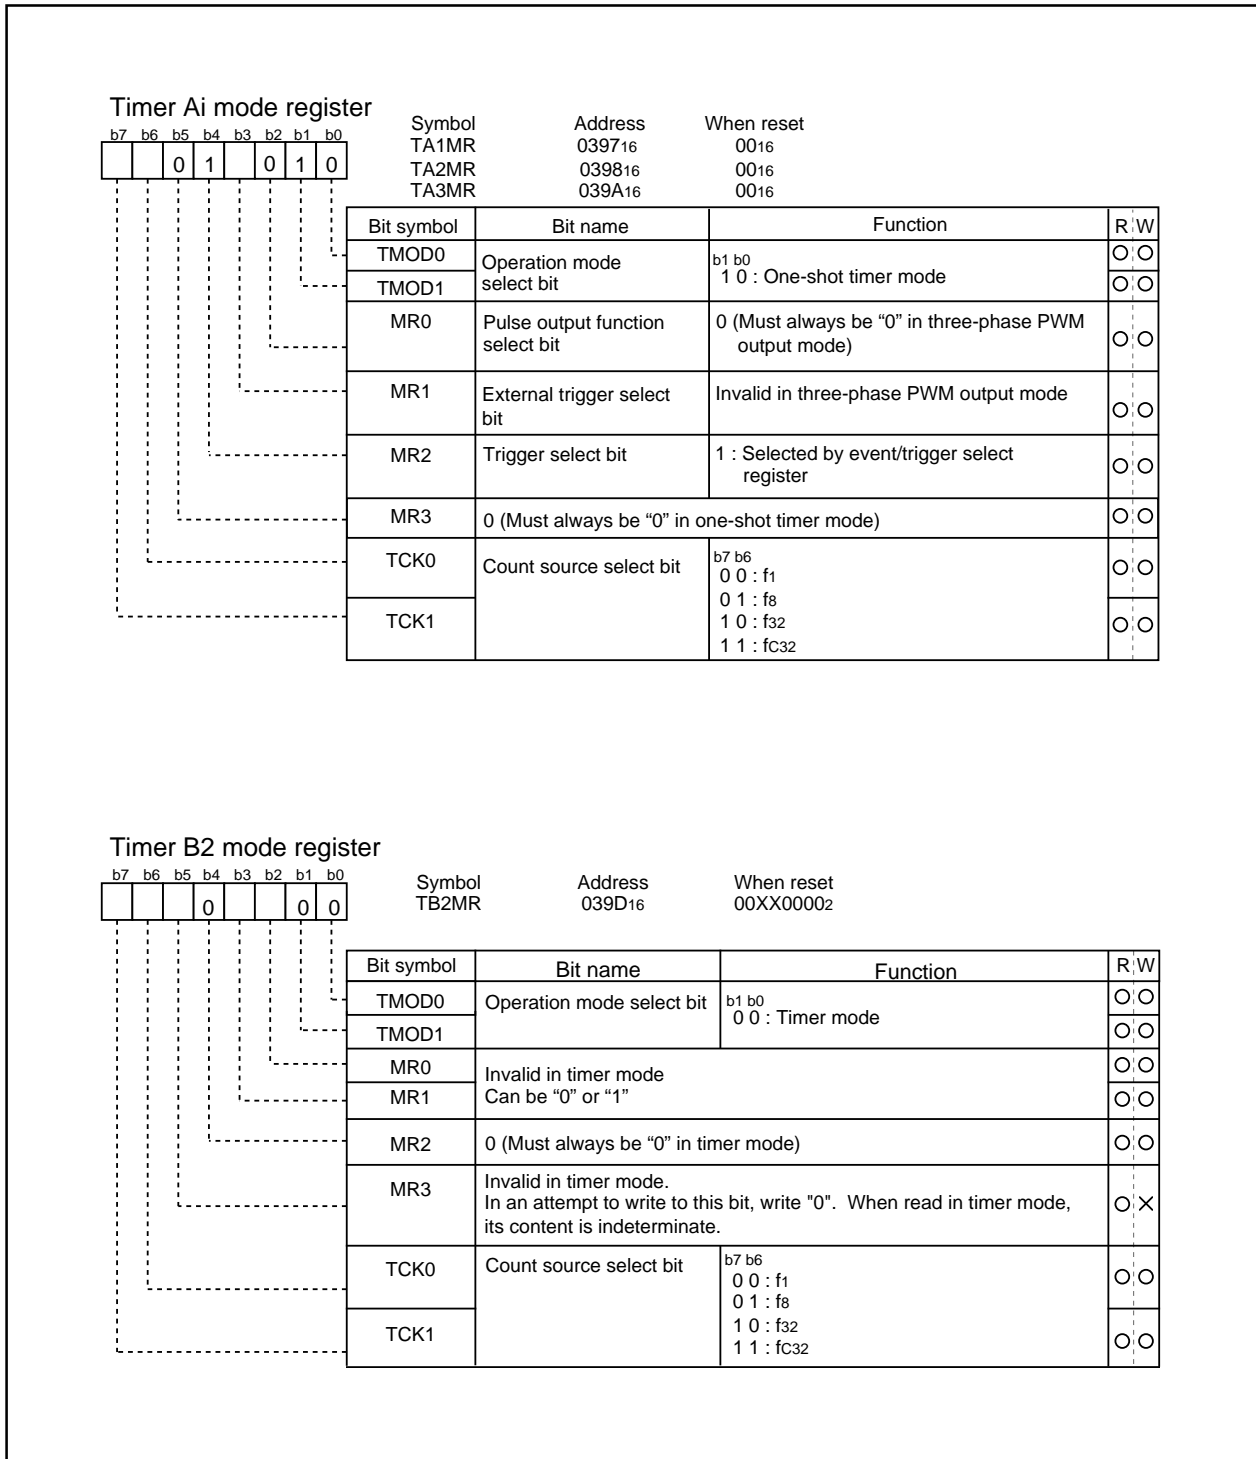 Timer Ai mode register
b7 b6 b5 b4 b3 b2 b1 b0
0 1 0 1 0
Symbol Address When reset
TA1MR 039716 0016
TA2MR 039816 0016
TA3MR 039A16 0016
Bit symbol Bit name Function R W
TMOD0 Operation mode select bit b1 b0
TMOD1 1 0 : One-shot timer mode
MR0 Pulse output function select bit 0 (Must always be “0” in three-phase PWM
output mode)
MR1 External trigger select bit Invalid in three-phase PWM output mode
MR2 Trigger select bit 1 : Selected by event/trigger select
register
MR3 0 (Must always be “0” in one-shot timer mode)
TCK0 Count source select bit b7 b6
0 0 : f1
0 1 : f8
TCK1 1 0 : f32
1 1 : fC32
Timer B2 mode register
b7 b6 b5 b4 b3 b2 b1 b0
0 0 0
Symbol Address When reset
TB2MR 039D16 00XX00002
Bit symbol Bit name Function R W
TMOD0 Operation mode select bit b1 b0
TMOD1 0 0 : Timer mode
MR0 Invalid in timer mode
MR1 Can be “0” or “1”
MR2 0 (Must always be “0” in timer mode)
MR3 Invalid in timer mode.
In an attempt to write to this bit, write "0". When read in timer mode,
its content is indeterminate.
TCK0 Count source select bit b7 b6
0 0 : f1
0 1 : f8
TCK1 1 0 : f32
1 1 : fC32